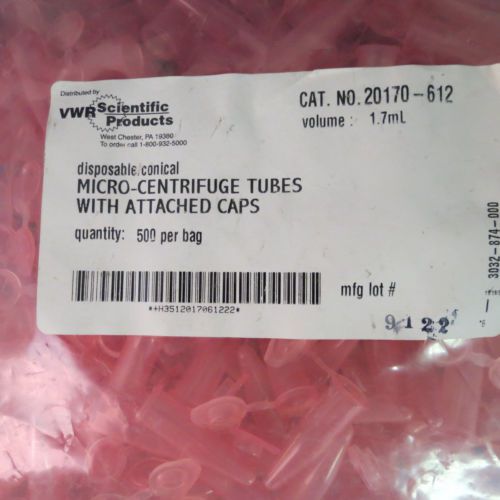 Distributed by
VWR Scientific
Products
West Chester, PA 19380
To order call 1-800-932-5000
CAT. NO. 20170-612
volume : 1.7mL
disposable/conical
MICRO-CENTRIFUGE TUBES
WITH ATTACHED CAPS
quantity: 500 per bag
*+H3512017061222*
mfg lot #
9122
3032-874-000